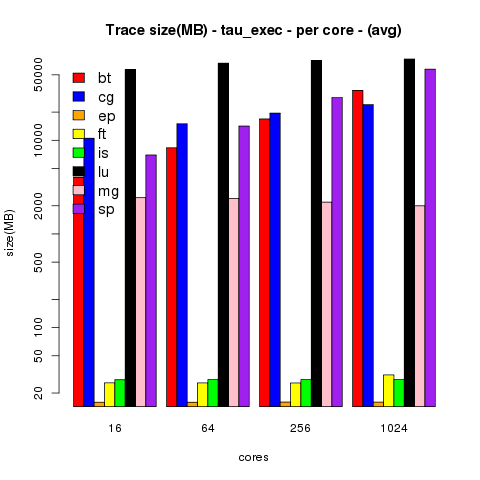 Trace size(MB) - tau_exec - per core - (avg)
size(MB)
50000
10000
2000
500
100
50
20
bt
cg
ep
ft
is
lu
mg
sp
16 64 256 1024
cores